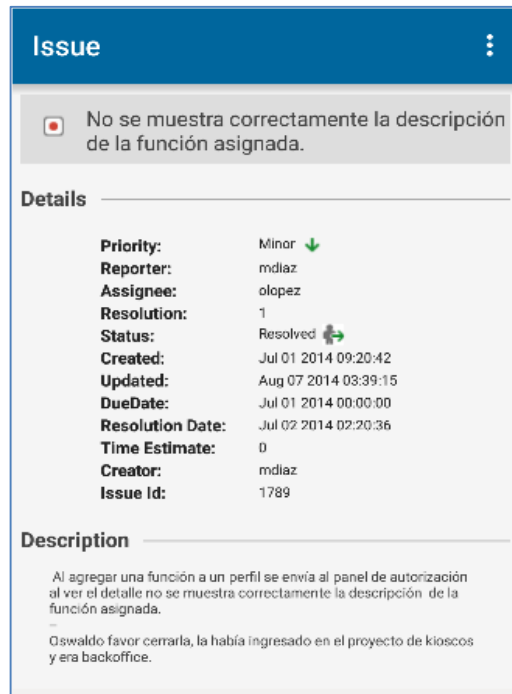 Issue
No se muestra correctamente la descripción
de la función asignada.
Details
Priority: Minor
Reporter: mdiaz
Assignee: olopez
Resolution: 1
Status: Resolved
Created: Jul 01 2014 09:20:42
Updated: Aug 07 2014 03:39:15
DueDate: Jul 01 2014 00:00:00
Resolution Date: Jul 02 2014 02:20:36
Time Estimate: 0
Creator: mdiaz
Issue Id: 1789
Description
Al agregar una función a un perfil se envía al panel de autorización
al ver el detalle no se muestra correctamente la descripción de la
función asignada.
--
Oswaldo favor cerrarla, la había ingresado en el proyecto de kioscos
y era backoffice.